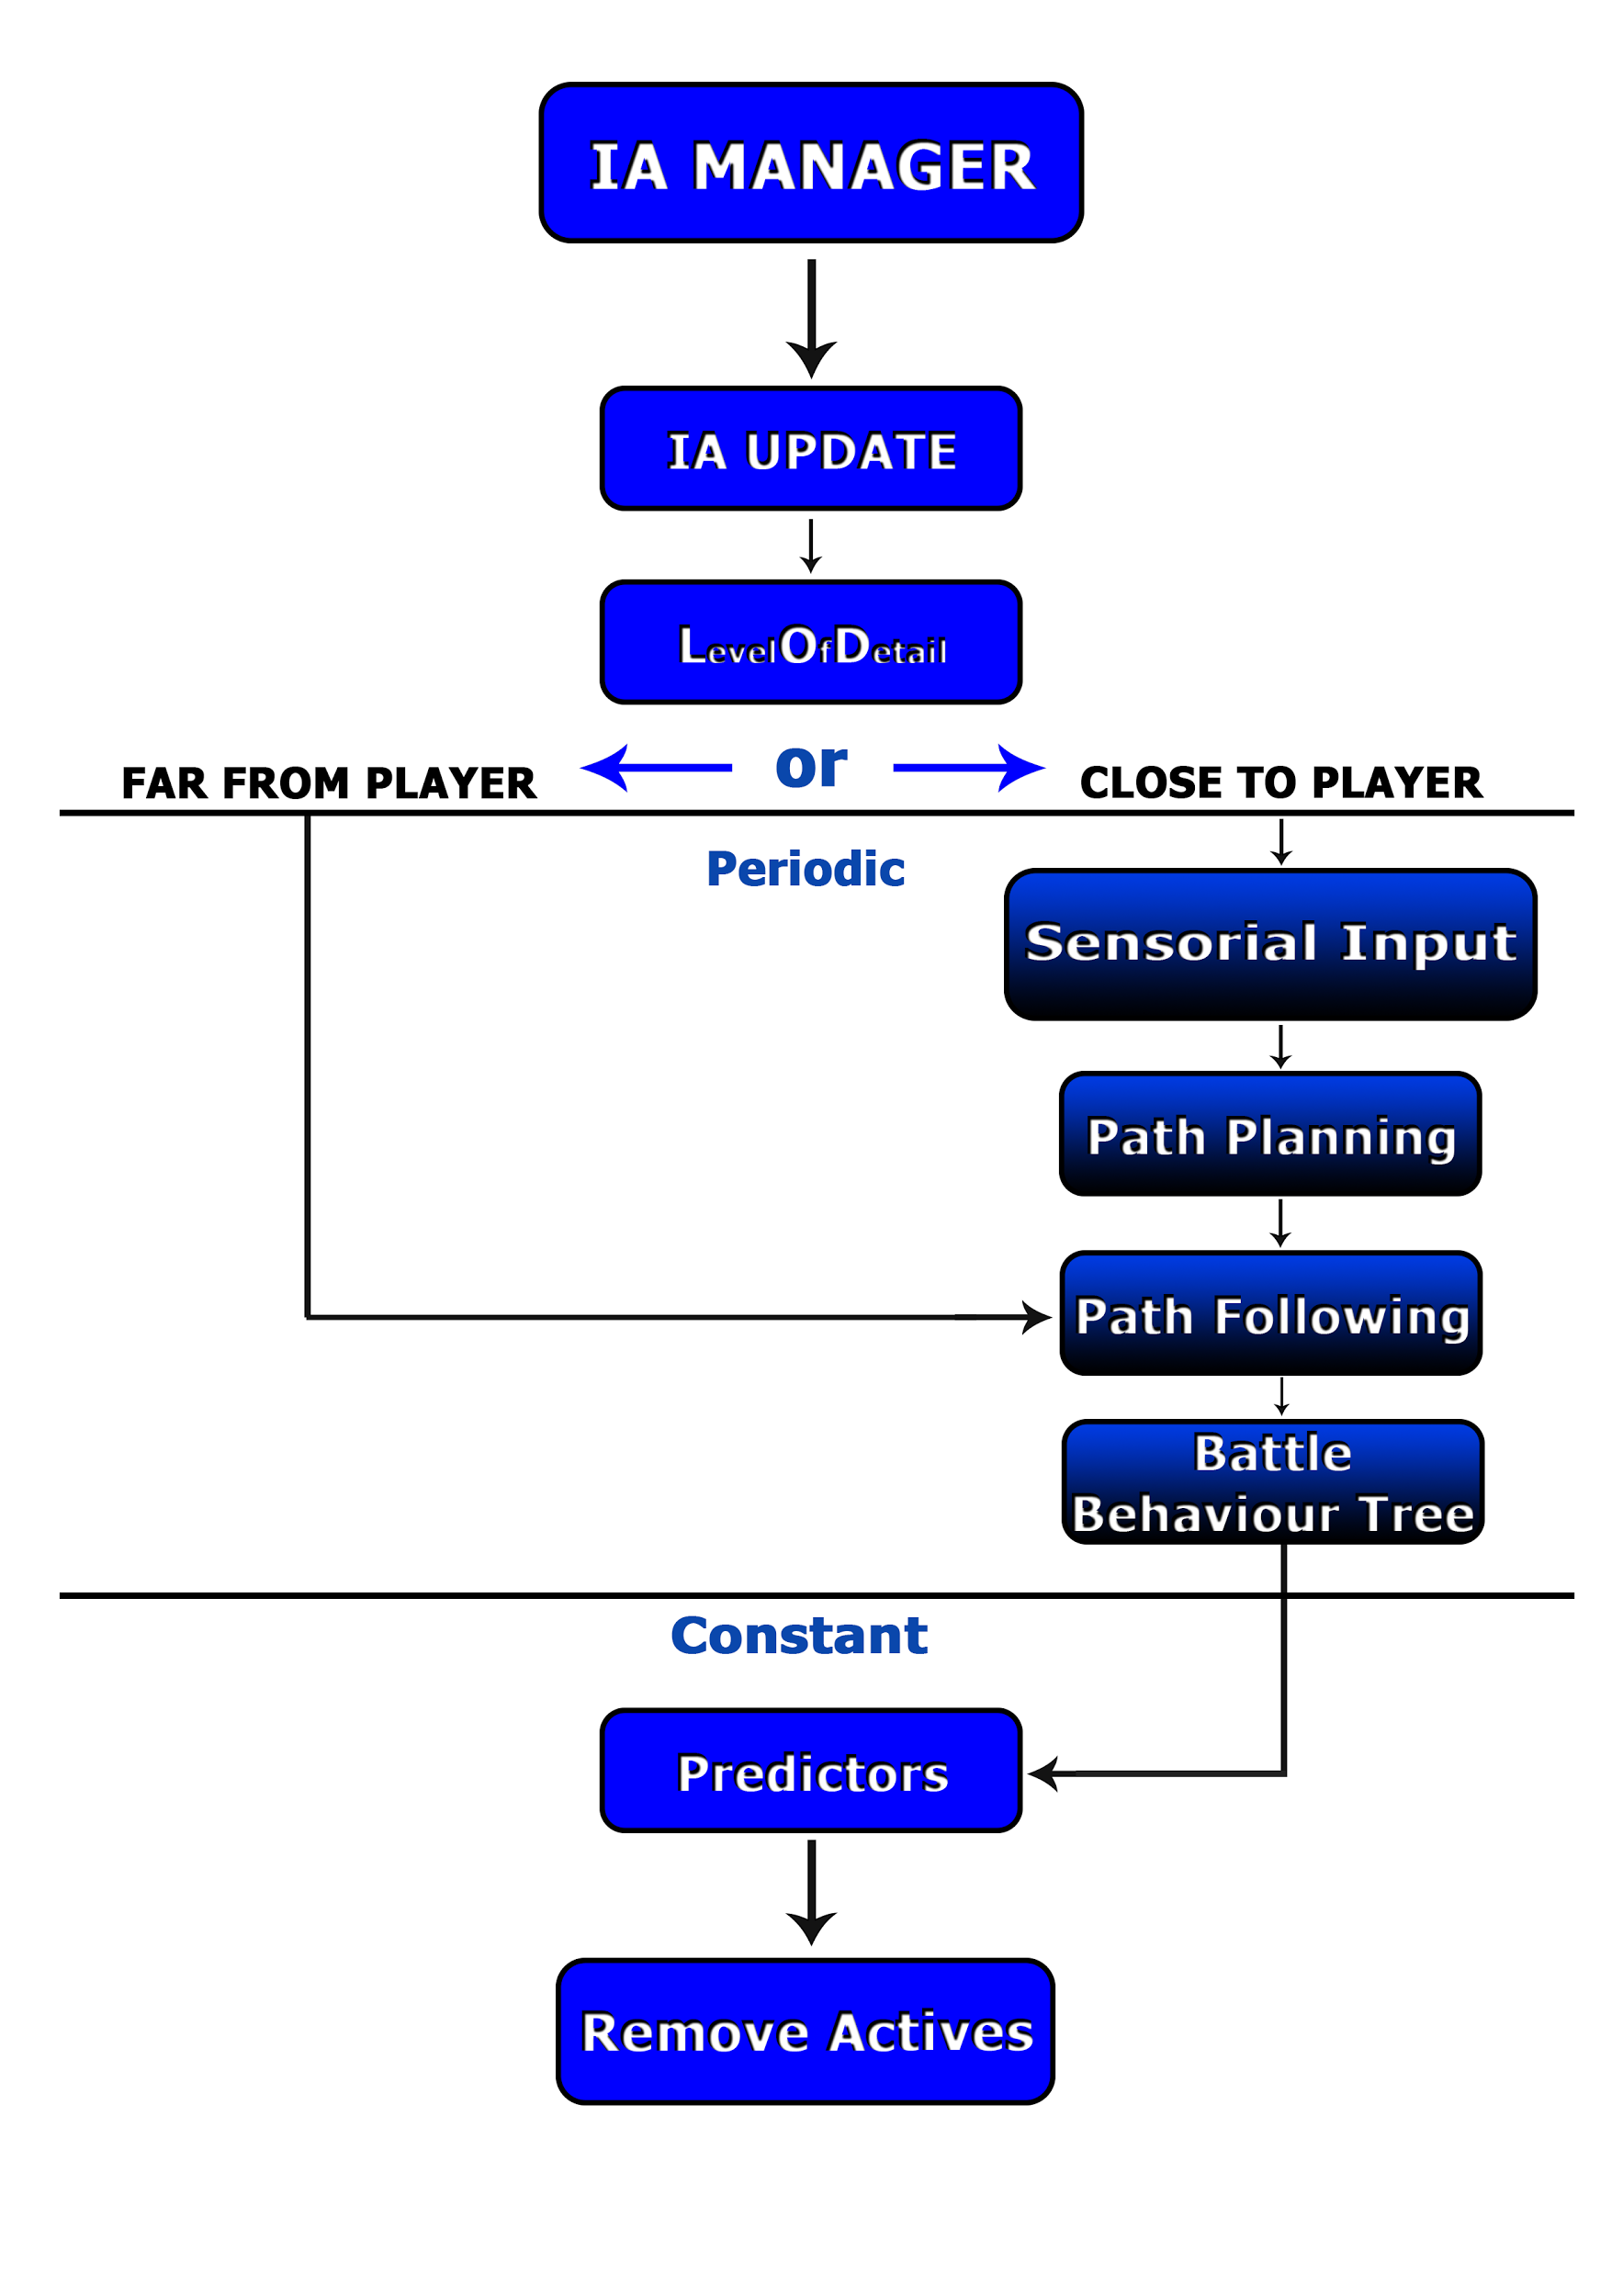 IA MANAGER
IA UPDATE
LevelOfDetail
FAR FROM PLAYER
or
CLOSE TO PLAYER
Periodic
Sensorial Input
Path Planning
Path Following
Battle
Behaviour Tree
Constant
Predictors
Remove Actives